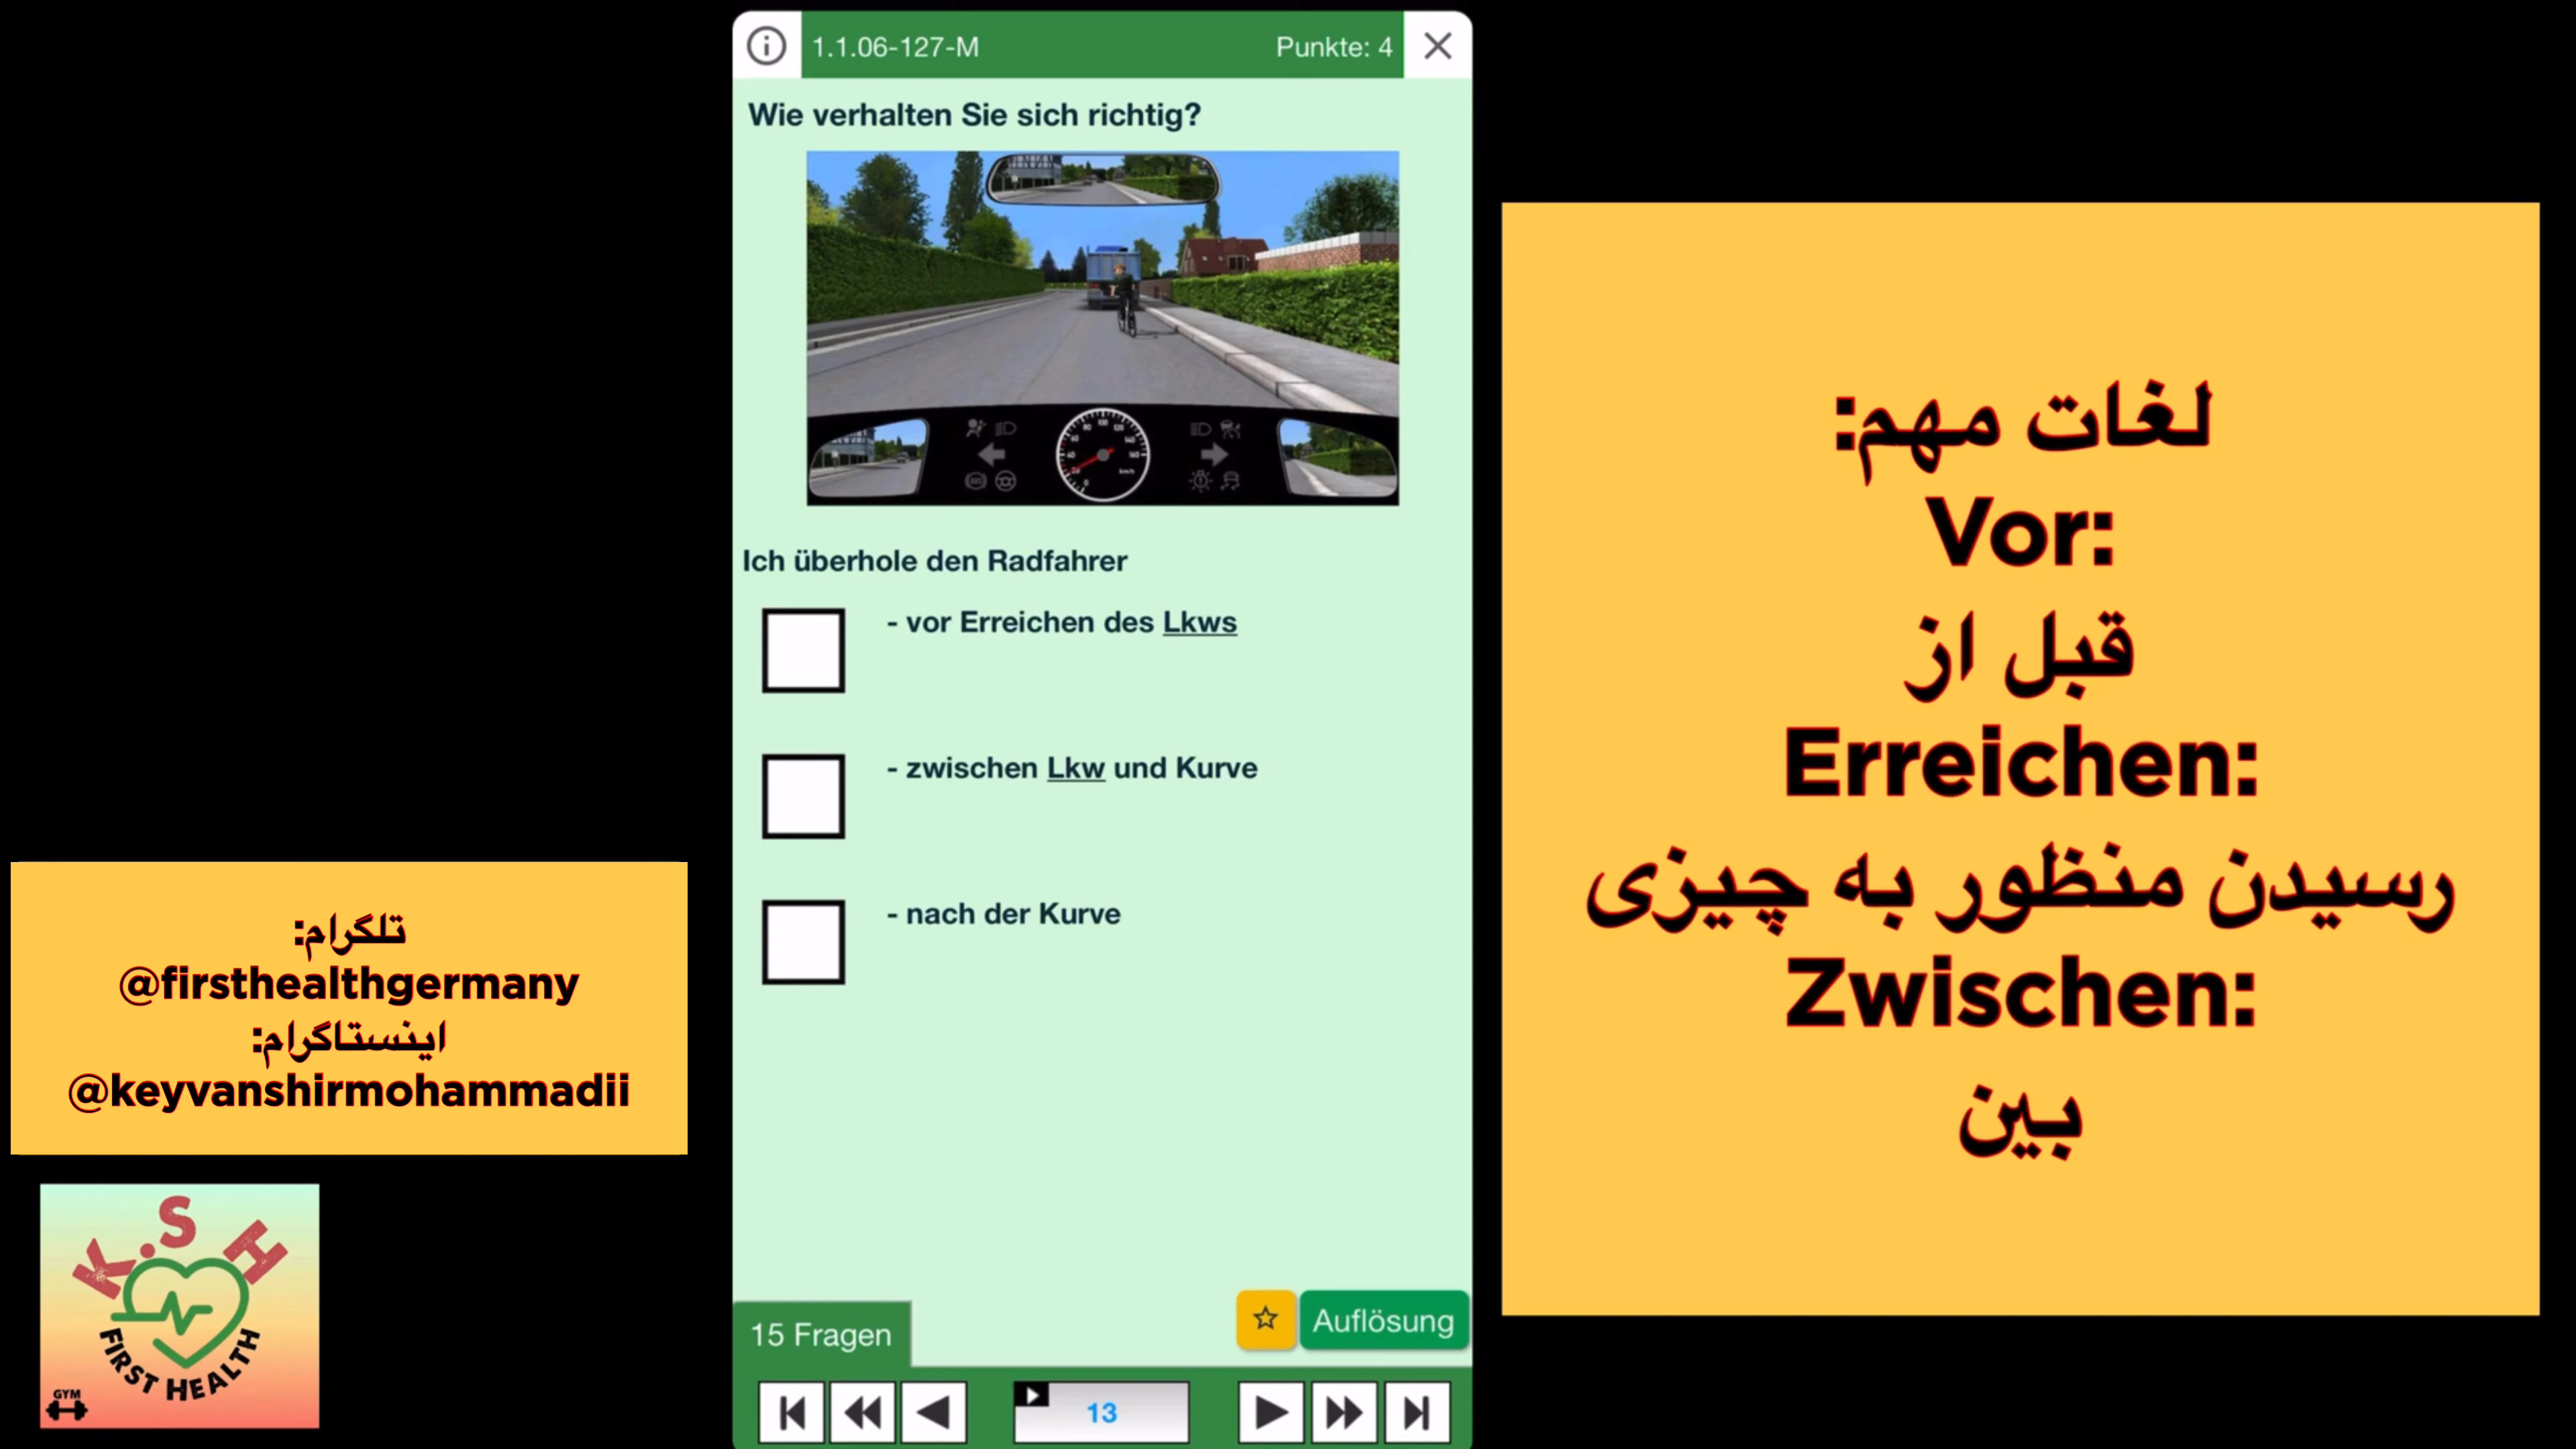 1.1.06-127-M
Punkte: 4
Wie verhalten Sie sich richtig?
Ich überhole den Radfahrer
- vor Erreichen des Lkws
- zwischen Lkw und Kurve
- nach der Kurve
Auflösung
15 Fragen
13
لغات مهم:
Vor:
قبل از
Erreichen:
رسیدن منظور به چیزی
Zwischen:
بین
تلگرام:
@firsthealthgermany
اینستاگرام:
@keyvanshirmohammadii
K.SH
FIRST HEALTH
GYM